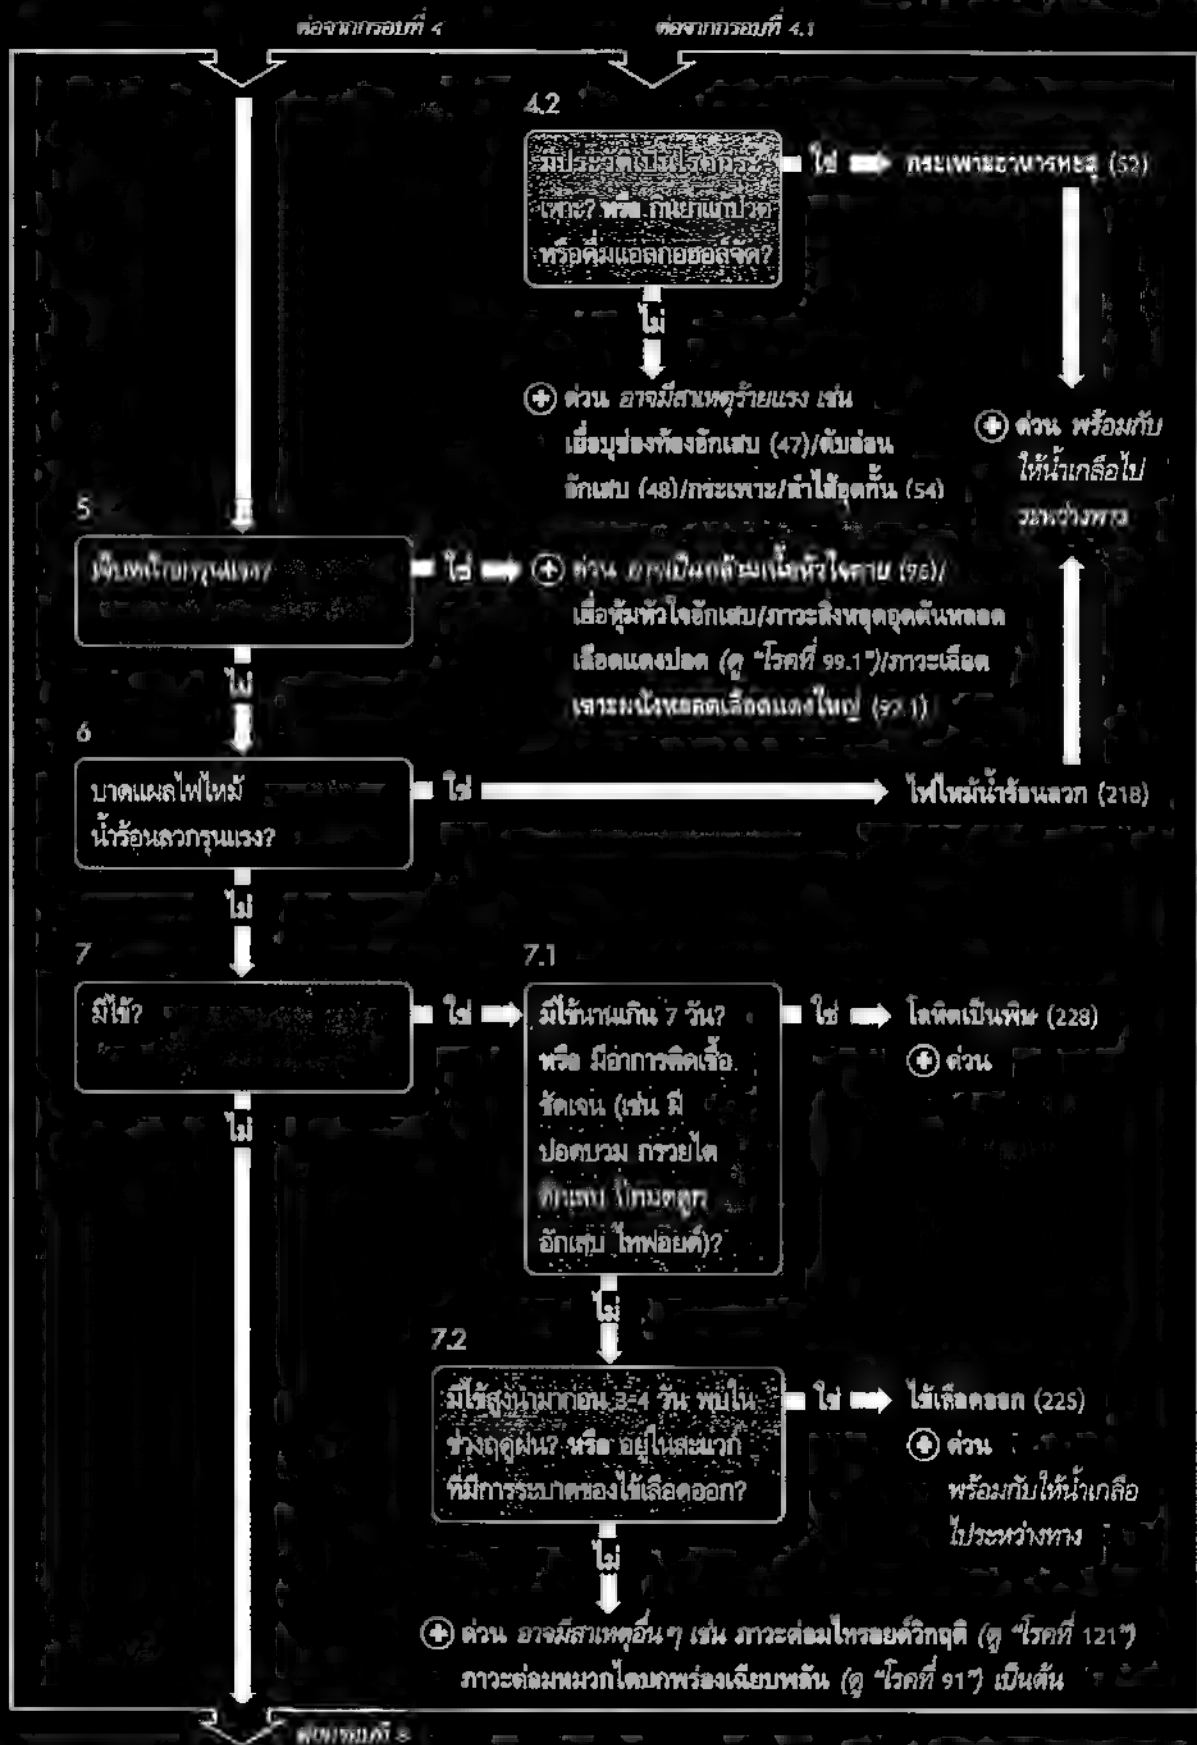 ต่อจากกรอบที่ 4
ต่อจากกรอบที่ 4.1
4.2
มีประวัติเป็นโรคกระ
เพาะ? หรือ กินยาแก้ปวด
หรือดื่มแอลกอฮอล์จัด?
ใช่
กระเพาะอาหารทะลุ (52)
ไม่
ด่วน อาจมีสาเหตุร้ายแรง เช่น
เยื่อบุช่องท้องอักเสบ (47)/ตับอ่อน
อักเสบ (48)/กระเพาะ/ลำไส้อุดกั้น (54)
ด่วน พร้อมกับ
ให้น้ำเกลือไป
ระหว่างทาง
5
เจ็บหน้าอกรุนแรง?
ใช่
ด่วน อาจเป็นกล้ามเนื้อหัวใจตาย (96)/
เยื่อหุ้มหัวใจอักเสบ/ภาวะสิ่งหลุดอุดตันหลอด
เลือดแดงปอด (ดู "โรคที่ 99.1")/ภาวะเลือด
เซาะผนังหลอดเลือดแดงใหญ่ (97.1)
ไม่
6
บาดแผลไฟไหม้
น้ำร้อนลวกรุนแรง?
ใช่
ไฟไหม้น้ำร้อนลวก (218)
ไม่
7
มีไข้?
ใช่
7.1
มีไข้นานเกิน 7 วัน?
หรือ มีอาการติดเชื้อ
ชัดเจน (เช่น มี
ปอดบวม กรวยไต
อักเสบ ปีกมดลูก
อักเสบ ไทฟอยด์)?
ใช่
โลหิตเป็นพิษ (228)
ด่วน
ไม่
ไม่
7.2
มีไข้สูงนำมาก่อน 3-4 วัน พบใน
ช่วงฤดูฝน? หรือ อยู่ในละแวก
ที่มีการระบาดของไข้เลือดออก?
ใช่
ไข้เลือดออก (225)
ด่วน
พร้อมกับให้น้ำเกลือ
ไประหว่างทาง
ไม่
ด่วน อาจมีสาเหตุอื่นๆ เช่น ภาวะต่อมไทรอยด์วิกฤติ (ดู "โรคที่ 121")
ภาวะต่อมหมวกไตบกพร่องเฉียบพลัน (ดู "โรคที่ 91") เป็นต้น
ต่อกรอบที่ 8